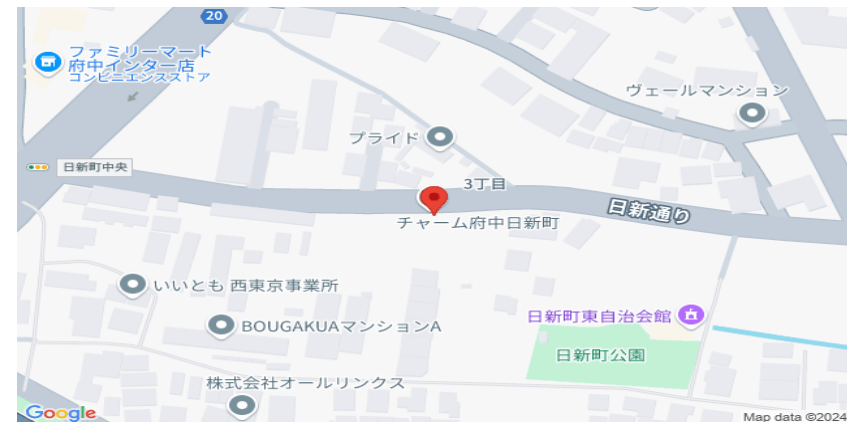 20
ファミリーマート
府中インター店
コンビニエンスストア
ヴェールマンション
プライド
日新町中央
3丁目
日新通り
チャーム府中日新町
いいとも 西東京事業所
日新町東自治会館
BOUGAKUAマンションA
日新町公園
株式会社オールリンクス
Google
Map data ©2024